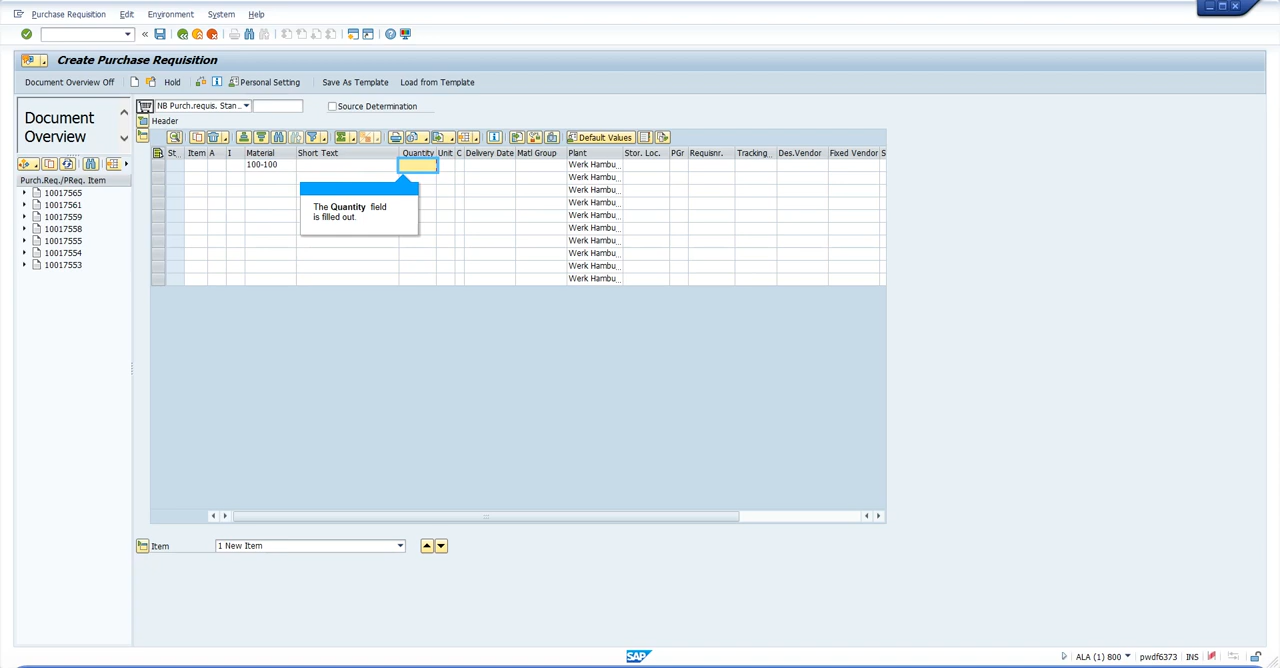 Purchase Requisition Edit Environment System Help
Create Purchase Requisition
Document Overview Off Hold Personal Setting Save As Template Load from Template
Document Overview
NB Purch.requis. Stan... Source Determination
Header
Default Values
Purch.Req./PReq. Item
St... Item A I Material Short Text Quantity Unit C Delivery Date Matl Group Plant Stor. Loc. PGr Requisnr. Tracking Des.Vendor Fixed Vendor S
100-100 Werk Hambu...
Werk Hambu...
Werk Hambu...
Werk Hambu...
Werk Hambu...
Werk Hambu...
Werk Hambu...
Werk Hambu...
Werk Hambu...
Werk Hambu...
The Quantity field
is filled out.
10017565
10017561
10017559
10017558
10017555
10017554
10017553
Item 1 New Item
SAP
ALA (1) 800 pwdf6373 INS